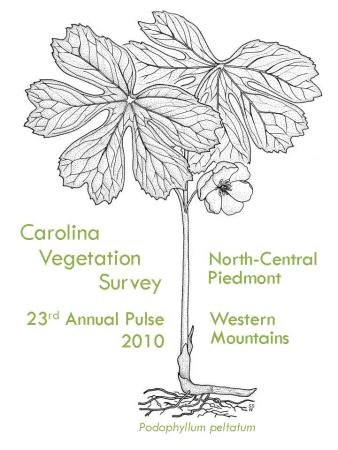 Carolina
Vegetation
Survey
North-Central
Piedmont
23rd Annual Pulse
2010
Western
Mountains
Podophyllum peltatum